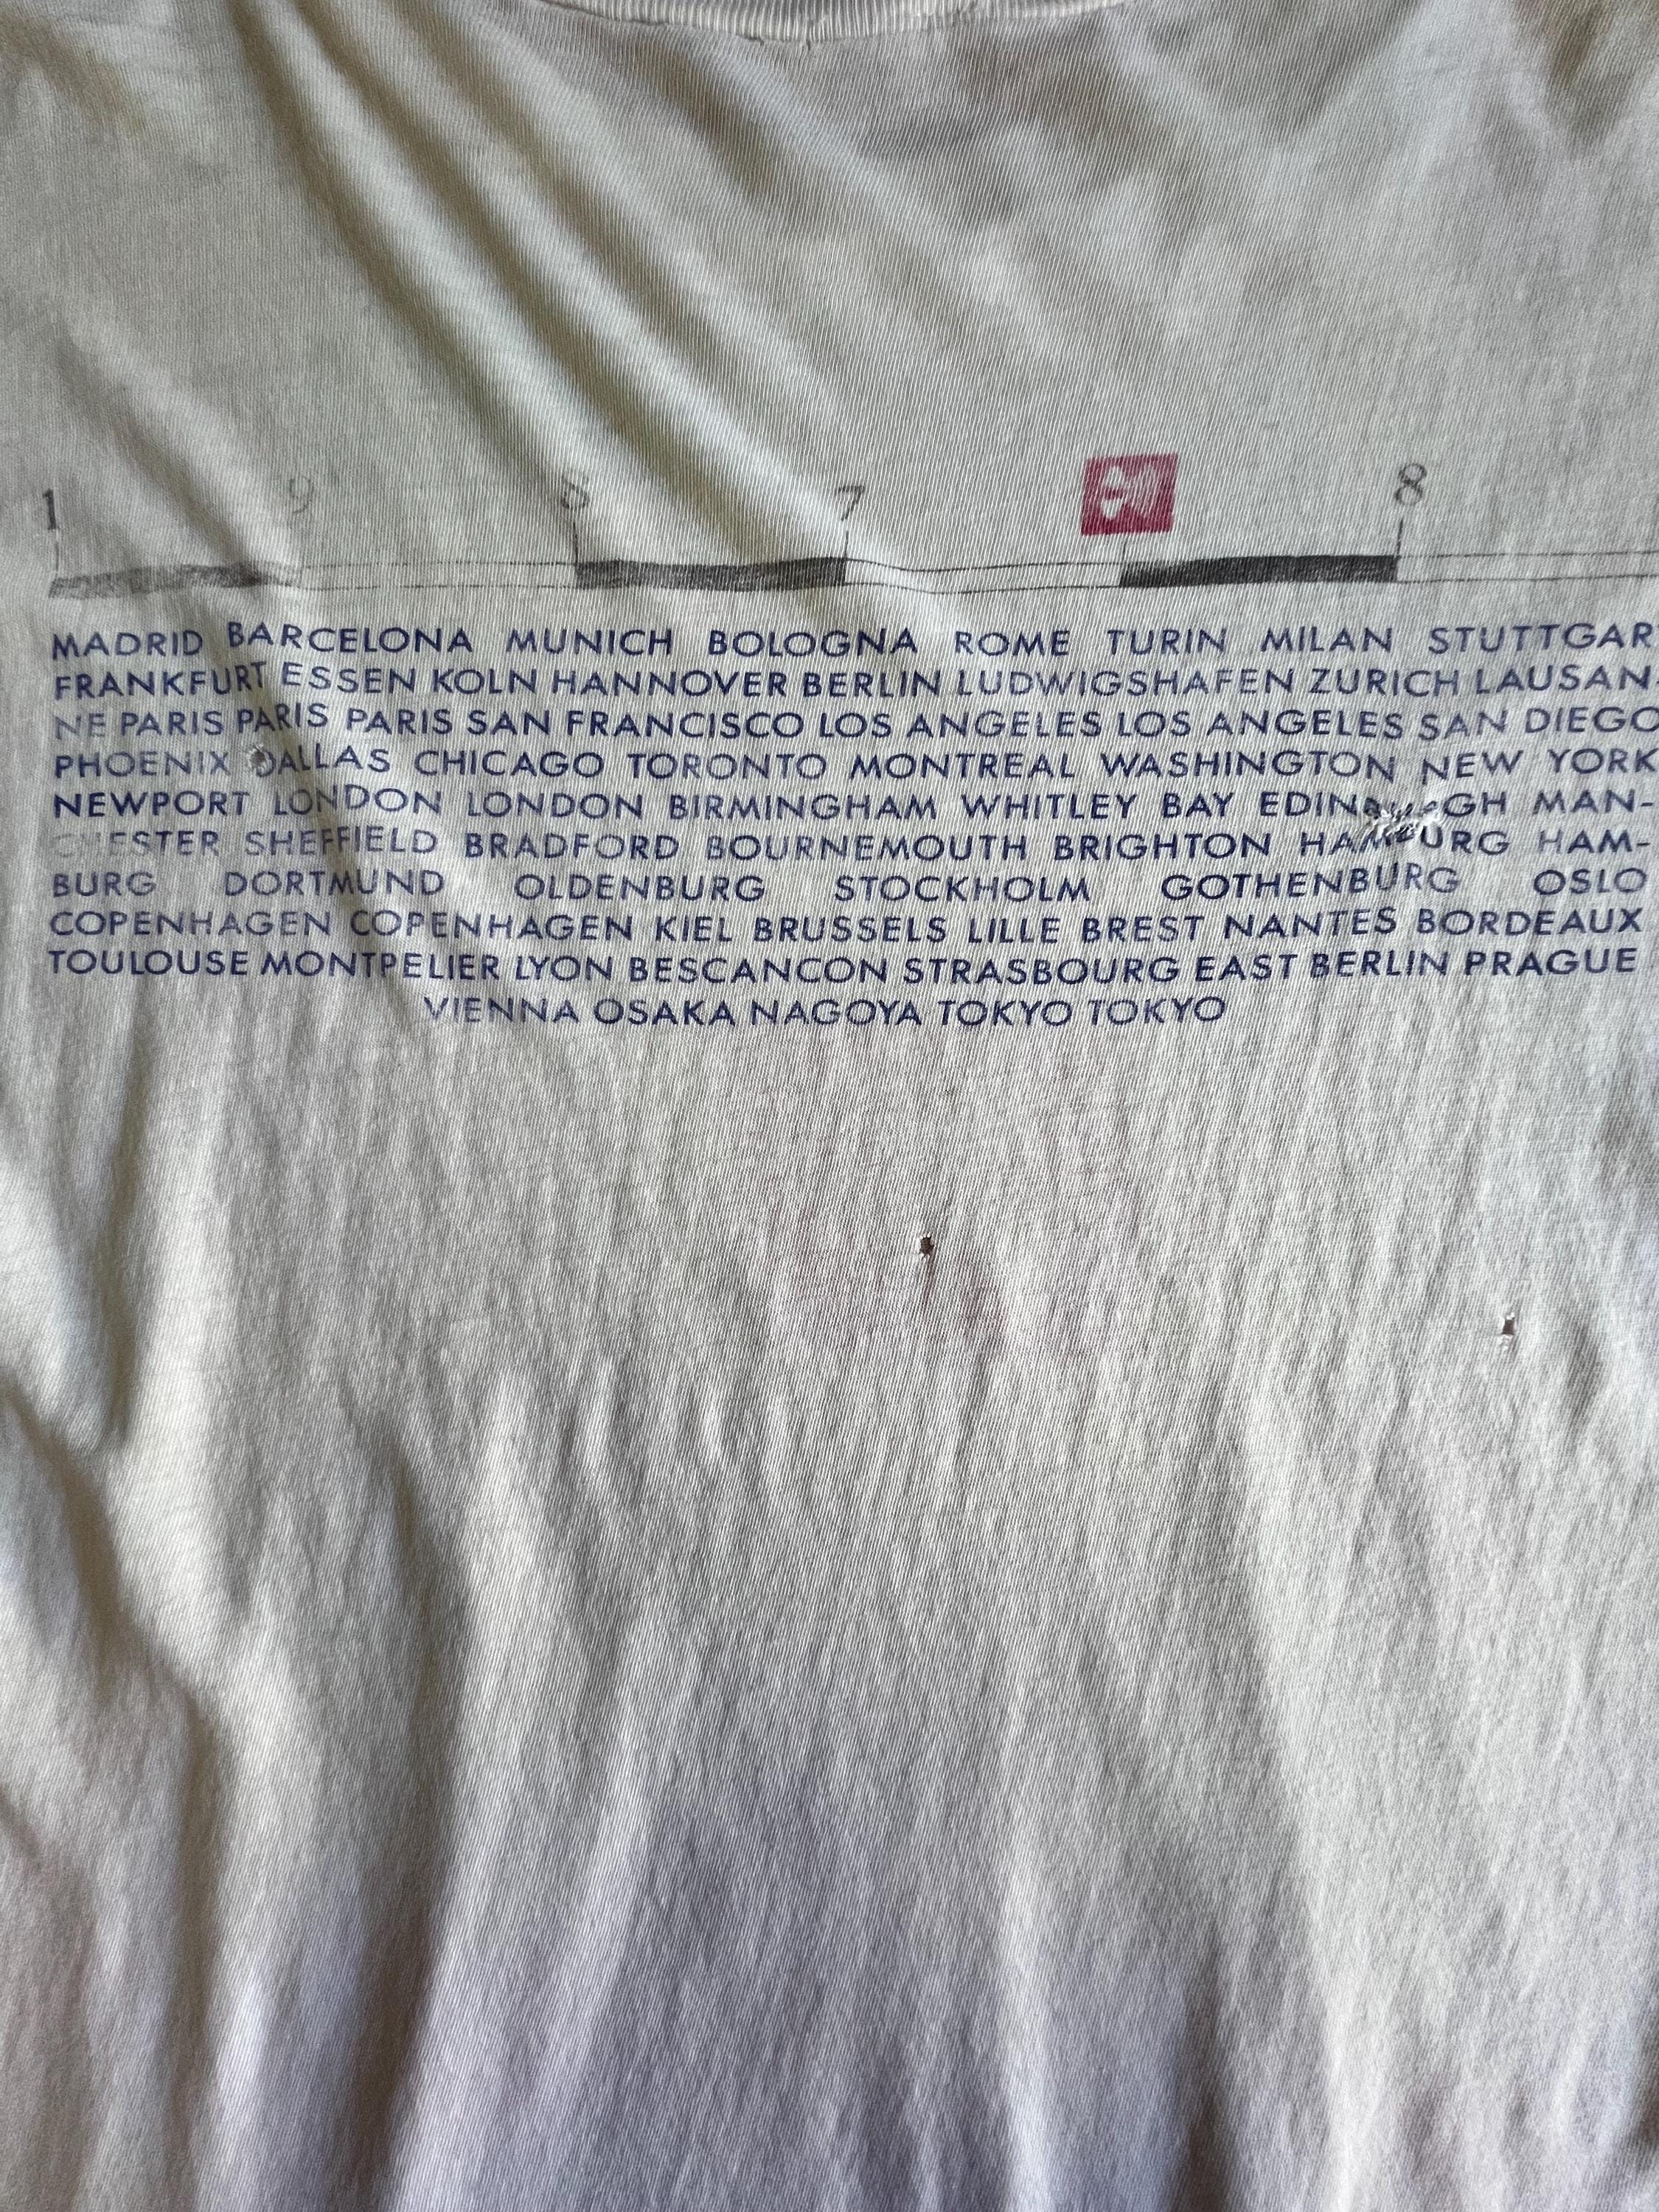 1 9 8 7 8
MADRID BARCELONA MUNICH BOLOGNA ROME TURIN MILAN STUTTGAR
FRANKFURT ESSEN KOLN HANNOVER BERLIN LUDWIGSHAFEN ZURICH LAUSAN-
NE PARIS PARIS PARIS SAN FRANCISCO LOS ANGELES LOS ANGELES SAN DIEGO
PHOENIX DALLAS CHICAGO TORONTO MONTREAL WASHINGTON NEW YORK
NEWPORT LONDON LONDON BIRMINGHAM WHITLEY BAY EDINBURGH MAN-
CHESTER SHEFFIELD BRADFORD BOURNEMOUTH BRIGHTON HAMBURG HAM-
BURG DORTMUND OLDENBURG STOCKHOLM GOTHENBURG OSLO
COPENHAGEN COPENHAGEN KIEL BRUSSELS LILLE BREST NANTES BORDEAUX
TOULOUSE MONTPELIER LYON BESCANCON STRASBOURG EAST BERLIN PRAGUE
VIENNA OSAKA NAGOYA TOKYO TOKYO